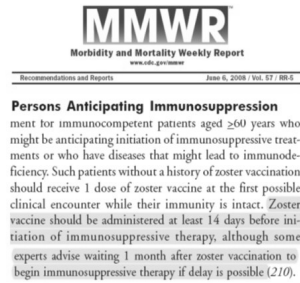 MMWR
Morbidity and Mortality Weekly Report
www.cdc.gov/mmwr
Recommendations and Reports June 6, 2008 / Vol. 57 / RR-5
Persons Anticipating Immunosuppression
ment for immunocompetent patients aged >60 years who
might be anticipating initiation of immunosuppressive treat-
ments or who have diseases that might lead to immunode-
ficiency. Such patients without a history of zoster vaccination
should receive 1 dose of zoster vaccine at the first possible
clinical encounter while their immunity is intact. Zoster
vaccine should be administered at least 14 days before ini-
tiation of immunosuppressive therapy, although some
experts advise waiting 1 month after zoster vaccination to
begin immunosuppressive therapy if delay is possible (210).